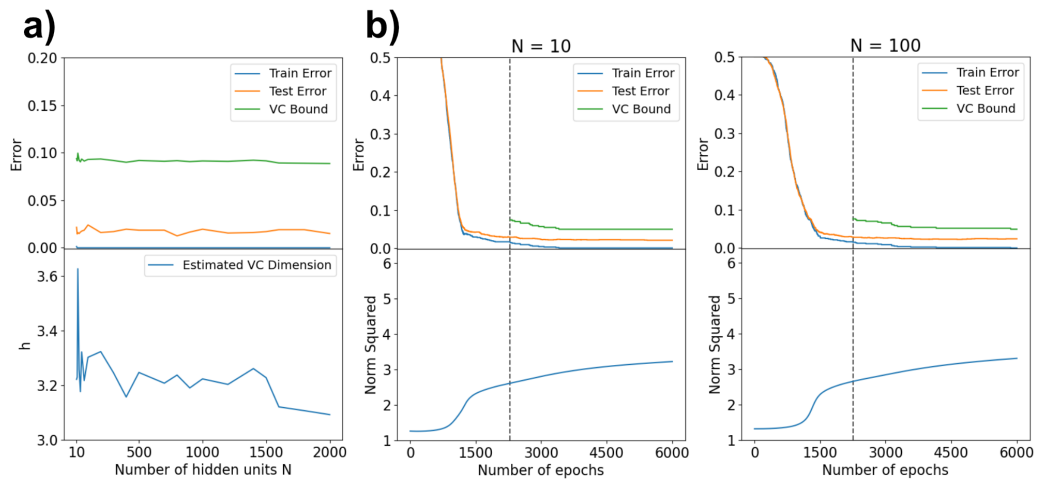 a)
0.20
0.15
0.10
0.05
0.00
Error
Train Error
Test Error
VC Bound
3.6
3.4
3.2
3.0
h
Estimated VC Dimension
10
500
1000
1500
2000
Number of hidden units N
b)
N = 10
0.5
0.4
0.3
0.2
0.1
0.0
Error
Train Error
Test Error
VC Bound
6
5
4
3
2
1
Norm Squared
0
1500
3000
4500
6000
Number of epochs
N = 100
0.5
0.4
0.3
0.2
0.1
0.0
Error
Train Error
Test Error
VC Bound
6
5
4
3
2
1
Norm Squared
0
1500
3000
4500
6000
Number of epochs